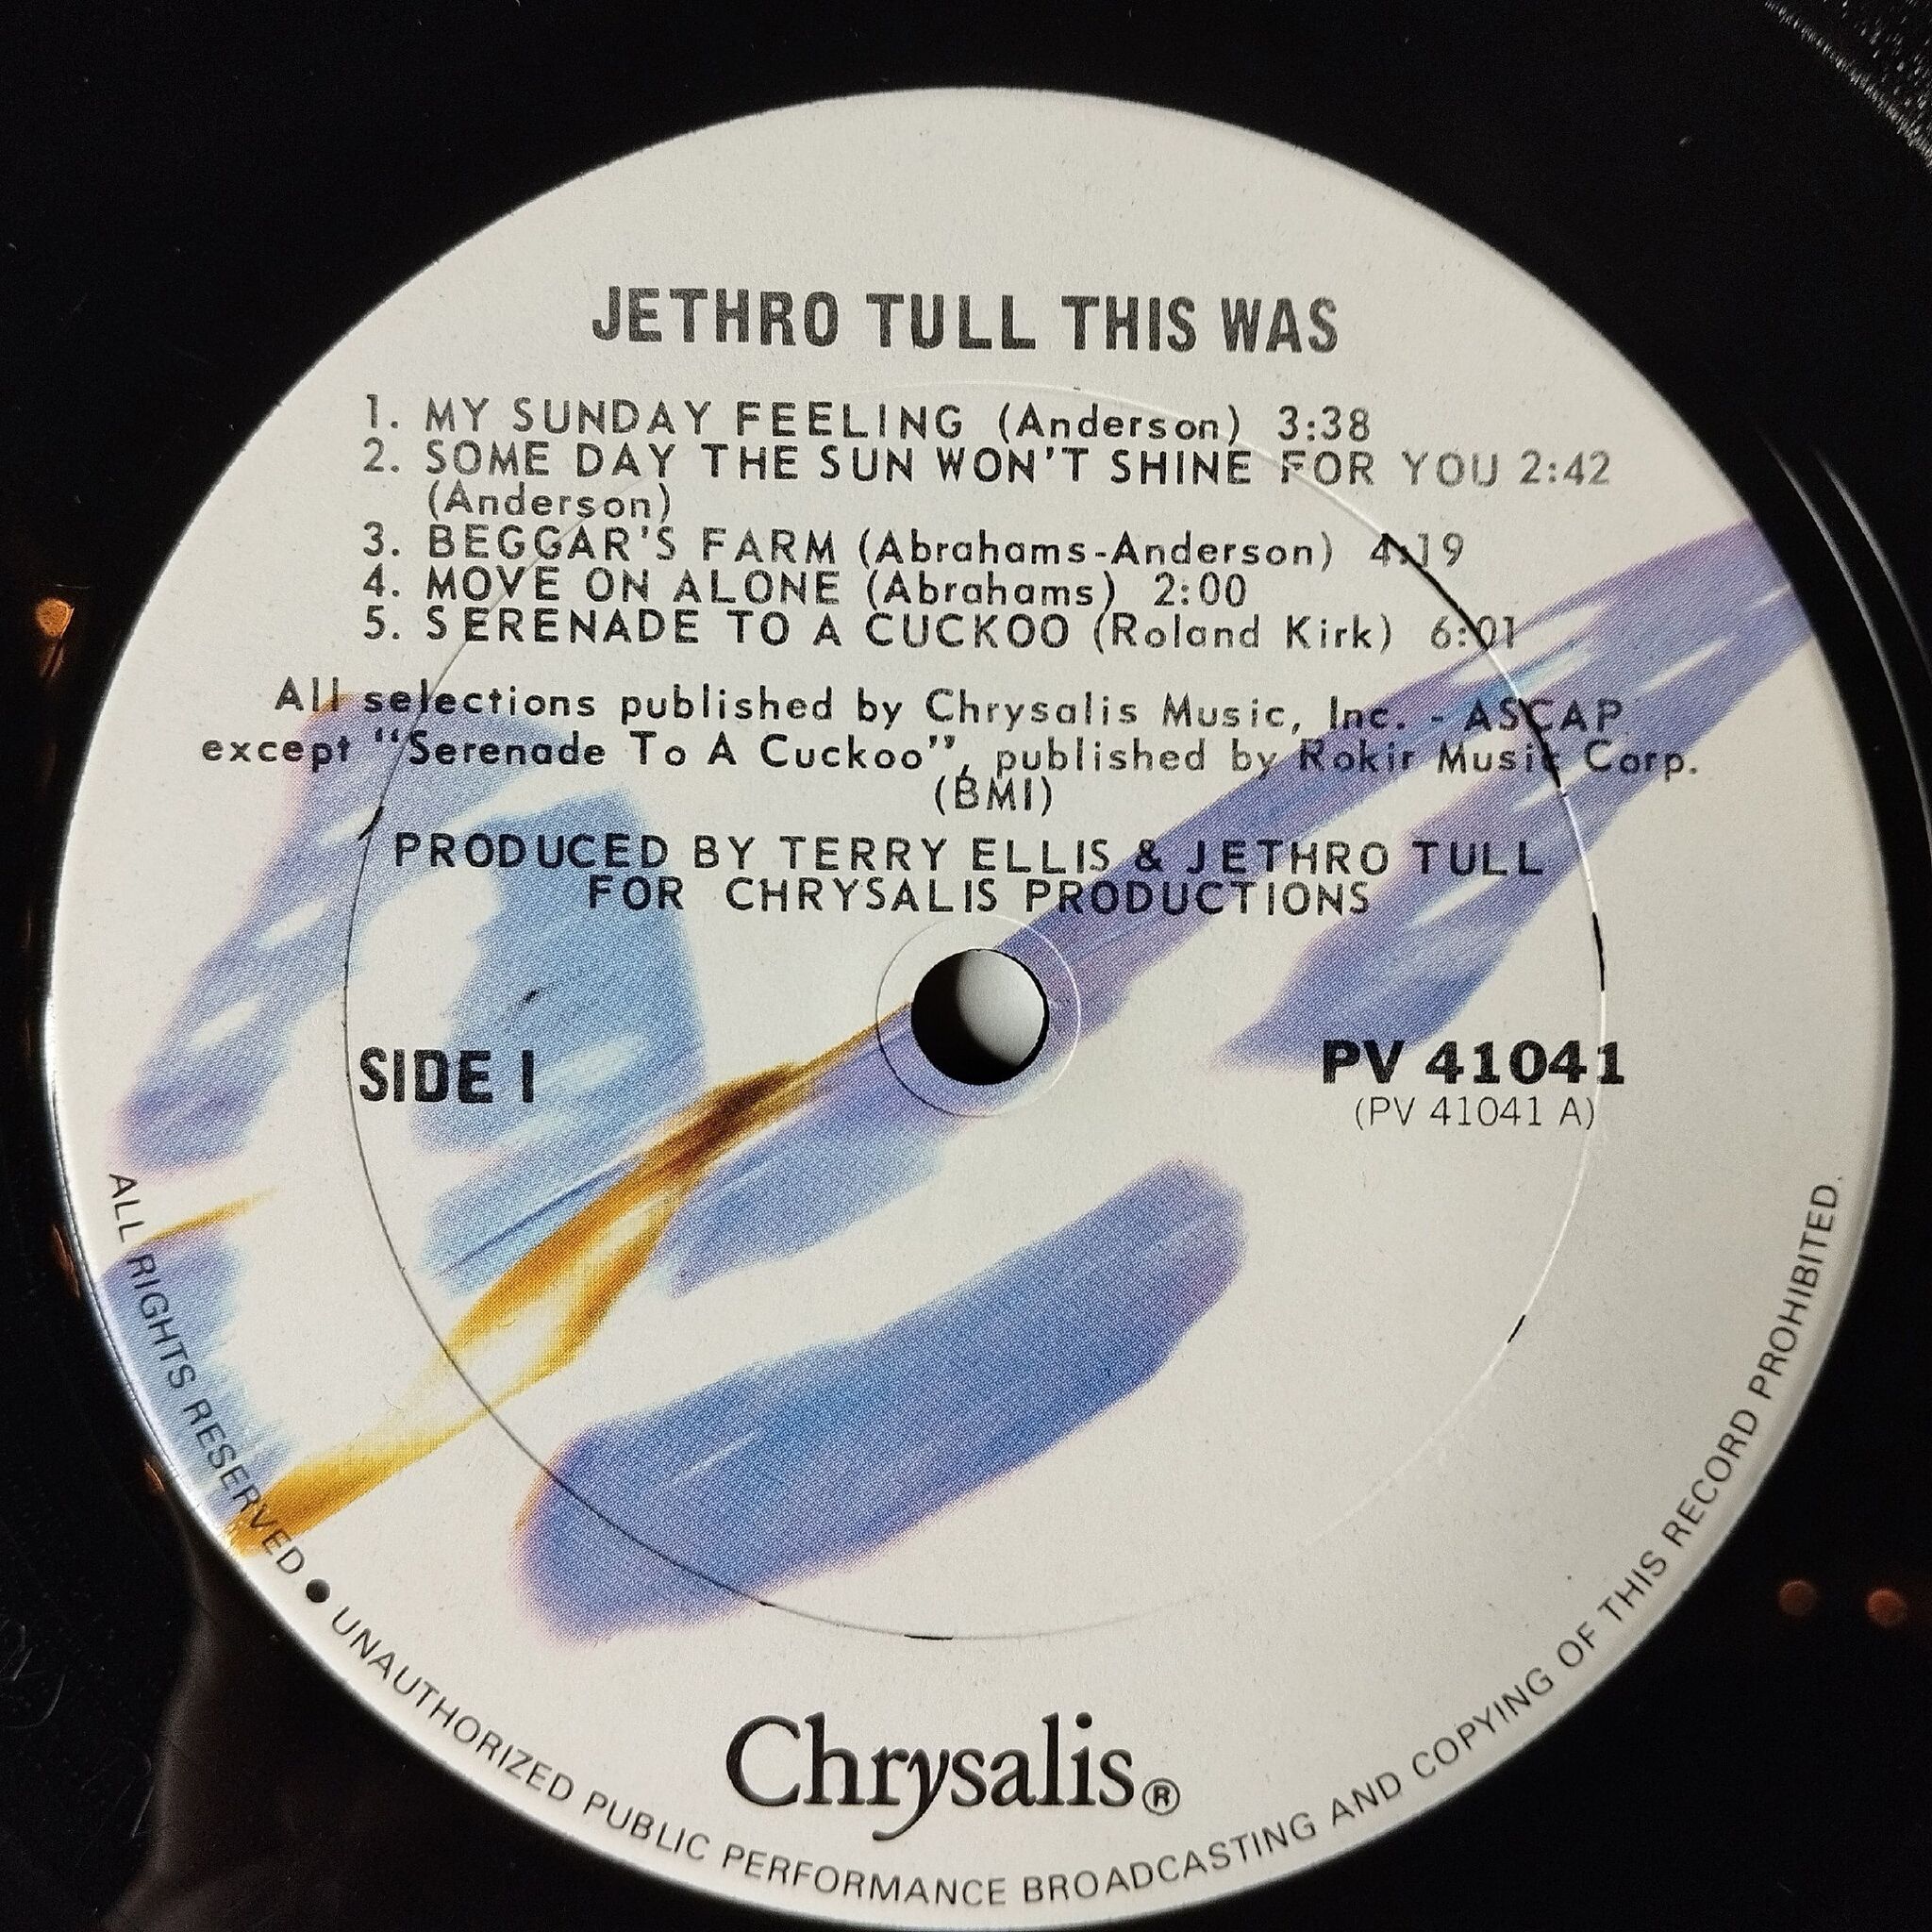 JETHRO TULL THIS WAS
1. MY SUNDAY FEELING (Anderson) 3:38
2. SOME DAY THE SUN WON'T SHINE FOR YOU 2:42
(Anderson)
3. BEGGAR'S FARM (Abrahams-Anderson) 4:19
4. MOVE ON ALONE (Abrahams) 2:00
5. SERENADE TO A CUCKOO (Roland Kirk) 6:01
All selections published by Chrysalis Music, Inc. - ASCAP
except "Serenade To A Cuckoo", published by Rokir Music Corp.
(BMI)
PRODUCED BY TERRY ELLIS & JETHRO TULL
FOR CHRYSALIS PRODUCTIONS
SIDE I
PV 41041
(PV 41041 A)
Chrysalis®
ALL RIGHTS RESERVED ● UNAUTHORIZED PUBLIC PERFORMANCE BROADCASTING AND COPYING OF THIS RECORD PROHIBITED.